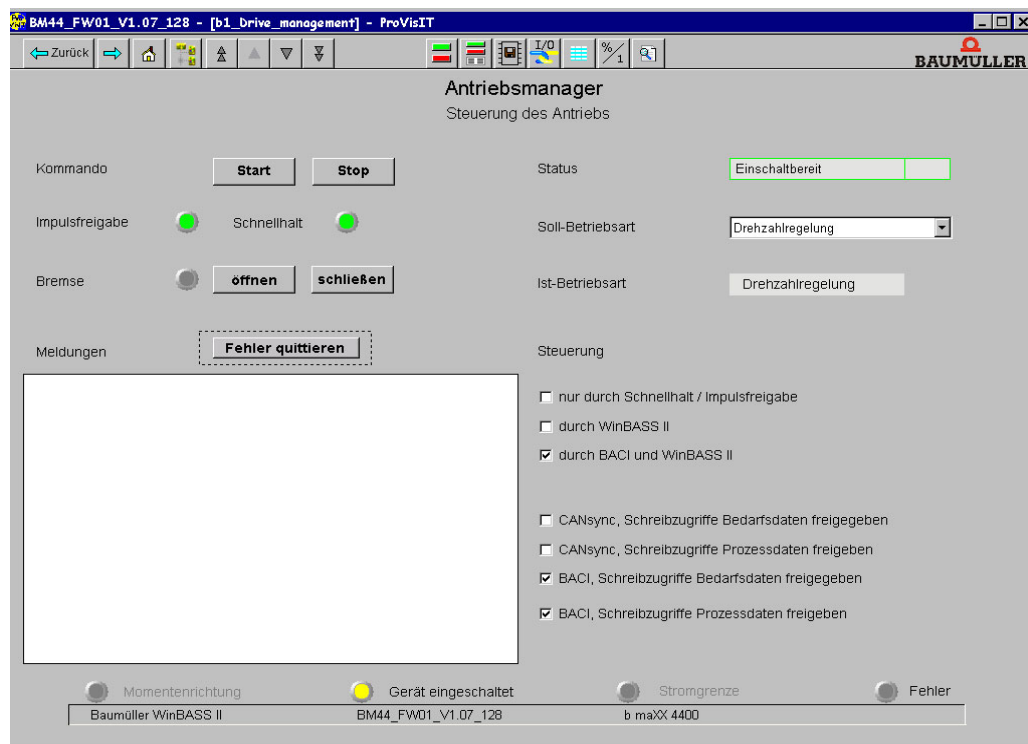 BM44_FW01_V1.07_128 - [b1_Drive_management] - ProVisIT
Zurück I/O %/1 BAUMÜLLER
Antriebsmanager
Steuerung des Antriebs
Kommando Start Stop Status Einschaltbereit
Impulsfreigabe Schnellhalt Soll-Betriebsart Drehzahlregelung
Bremse öffnen schließen Ist-Betriebsart Drehzahlregelung
Meldungen Fehler quittieren Steuerung
nur durch Schnellhalt / Impulsfreigabe
durch WinBASS II
durch BACI und WinBASS II
CANsync, Schreibzugriffe Bedarfsdaten freigegeben
CANsync, Schreibzugriffe Prozessdaten freigeben
BACI, Schreibzugriffe Bedarfsdaten freigegeben
BACI, Schreibzugriffe Prozessdaten freigeben
Momentenrichtung Gerät eingeschaltet Stromgrenze Fehler
Baumüller WinBASS II BM44_FW01_V1.07_128 b maXX 4400